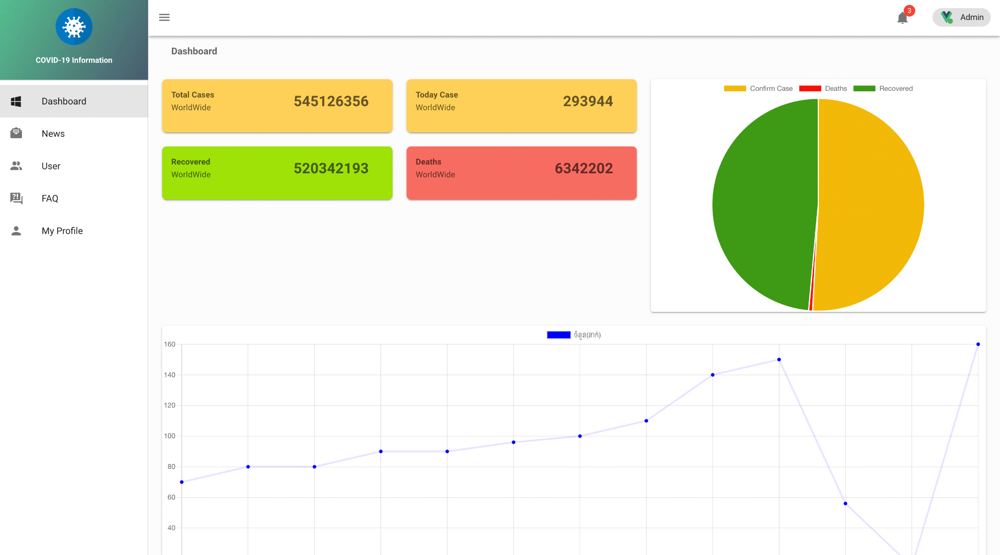 COVID-19 Information
Dashboard
News
User
FAQ
My Profile
3
Admin
Dashboard
Total Cases
WorldWide
545126356
Today Case
WorldWide
293944
Recovered
WorldWide
520342193
Deaths
WorldWide
6342202
Confirm Case Deaths Recovered
ចំនួន(នាក់)
160
140
120
100
80
60
40